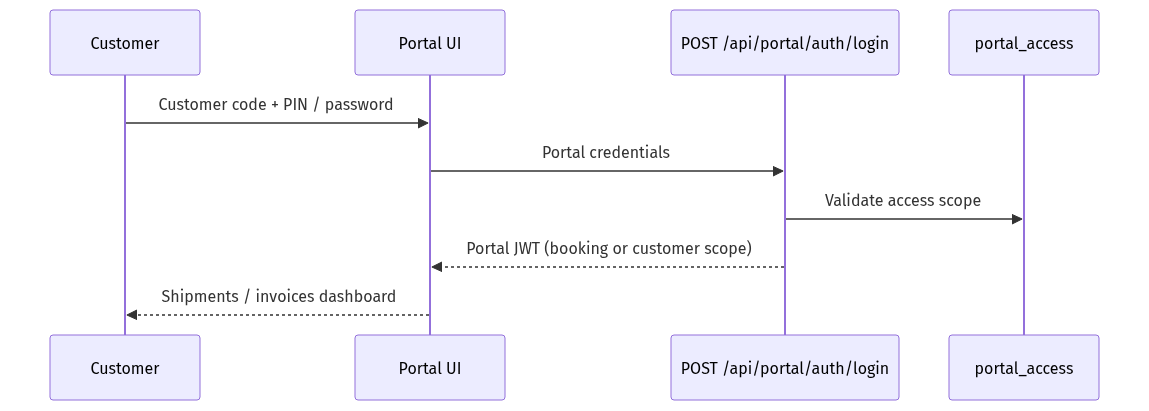 Customer
Portal UI
POST /api/portal/auth/login
portal_access
Customer code + PIN / password
Portal credentials
Validate access scope
Portal JWT (booking or customer scope)
Shipments / invoices dashboard
Customer
Portal UI
POST /api/portal/auth/login
portal_access